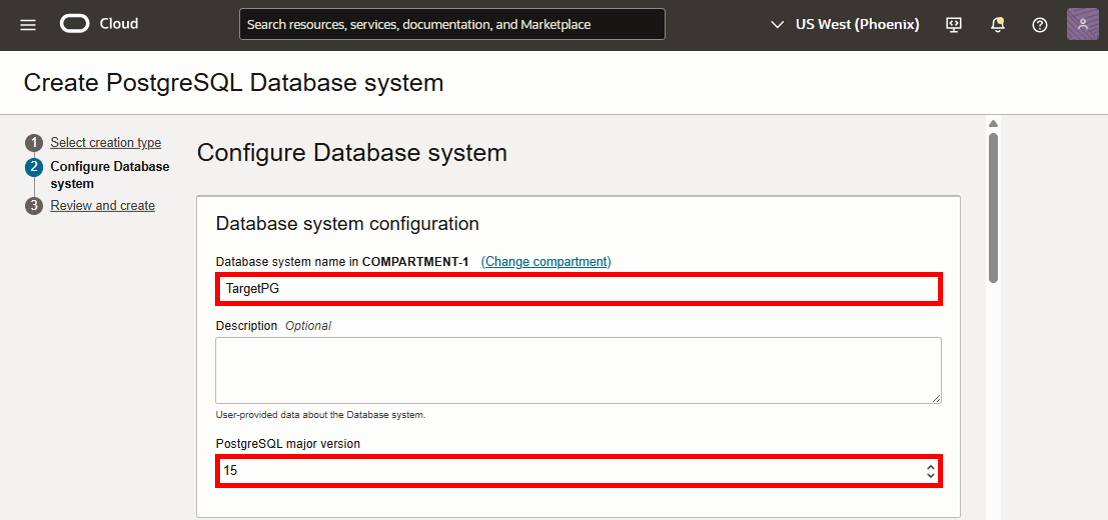 Cloud
Search resources, services, documentation, and Marketplace
US West (Phoenix)
Create PostgreSQL Database system
1 Select creation type
2 Configure Database
system
3 Review and create
Configure Database system
Database system configuration
Database system name in COMPARTMENT-1 (Change compartment)
TargetPG
Description Optional
User-provided data about the Database system.
PostgreSQL major version
15